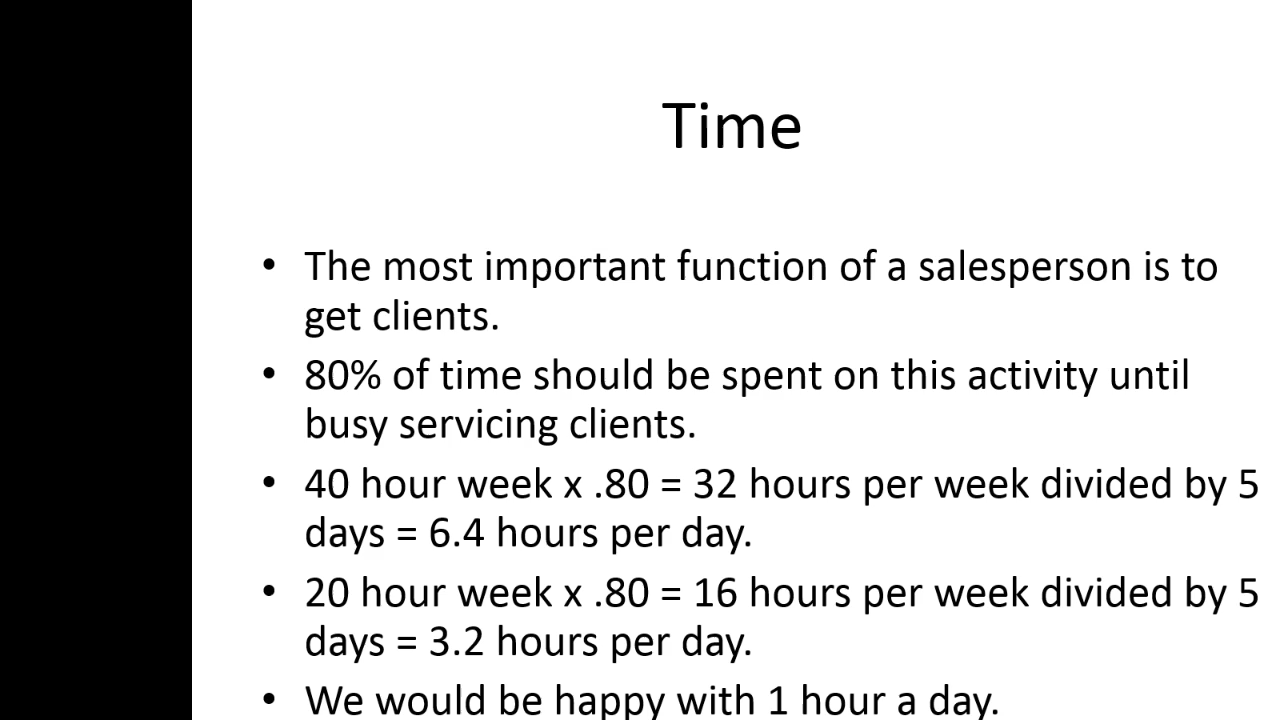 Time
• The most important function of a salesperson is to
get clients.
• 80% of time should be spent on this activity until
busy servicing clients.
• 40 hour week x .80 = 32 hours per week divided by 5
days = 6.4 hours per day.
• 20 hour week x .80 = 16 hours per week divided by 5
days = 3.2 hours per day.
• We would be happy with 1 hour a day.